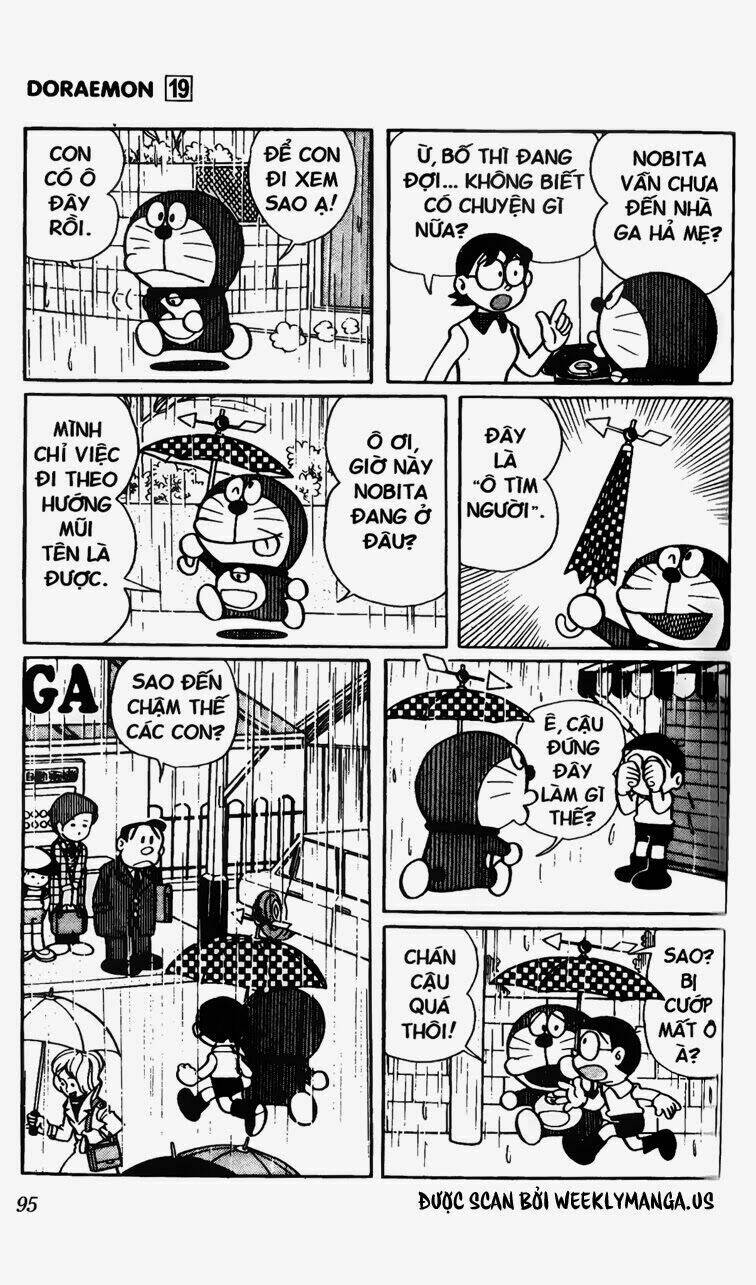 DORAEMON 19
NOBITA
VẪN CHƯA
ĐẾN NHÀ
GA HẢ MẸ?
Ừ, BỐ THÌ ĐANG
ĐỢI... KHÔNG BIẾT
CÓ CHUYỆN GÌ
NỮA?
ĐỂ CON
ĐI XEM
SAO Ạ!
CON
CÓ Ô
ĐÂY
RỒI.
ĐÂY
LÀ
“Ô TÌM
NGƯỜI”.
Ô ƠI,
GIỜ NÀY
NOBITA
ĐANG Ở
ĐÂU?
MÌNH
CHỈ VIỆC
ĐI THEO
HƯỚNG
MŨI
TÊN LÀ
ĐƯỢC.
Ê, CẬU
ĐỨNG
ĐÂY
LÀM GÌ
THẾ?
SAO?
BỊ
CƯỚP
MẤT Ô
À?
CHÁN
CẬU
QUÁ
THÔI!
GA
SAO ĐẾN
CHẬM THẾ
CÁC CON?
95
ĐƯỢC SCAN BỞI WEEKLYMANGA.US